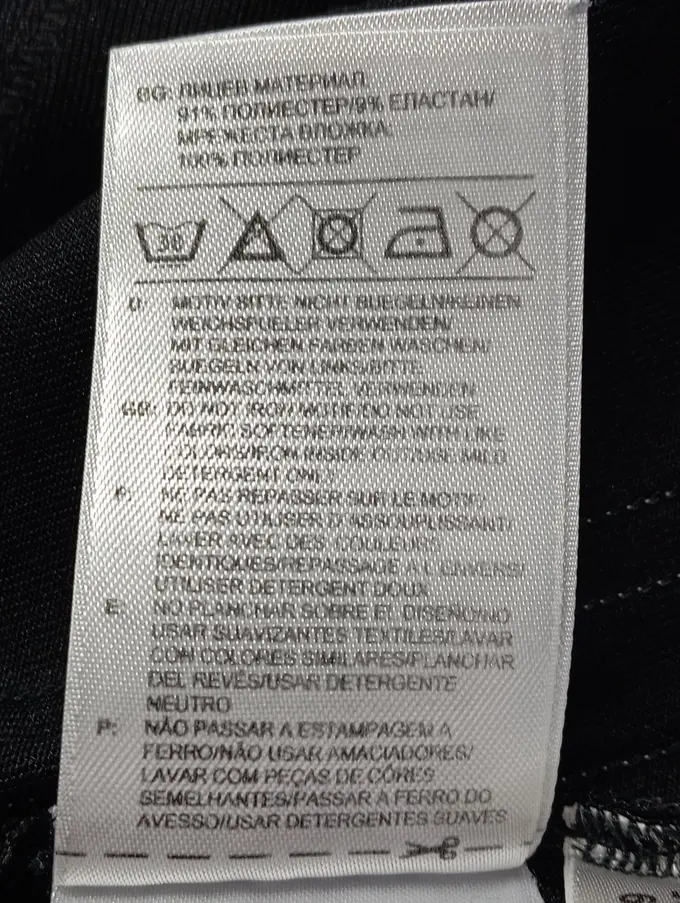 BG: ЛИЦЕВ МАТЕРИАЛ
91% ПОЛИЕСТЕР/9% ЕЛАСТАН/
МРЕЖЕСТА ВЛОЖКА:
100% ПОЛИЕСТЕР
30
D: MOTIV BITTE NICHT BUEGELN/KEINEN
WEICHSPUELER VERWENDEN/
MIT GLEICHEN FARBEN WASCHEN/
BUEGELN VON LINKS/BITTE
FEINWASCHMITTEL VERWENDEN
GB: DO NOT IRON MOTIF/DO NOT USE
FABRIC SOFTENER/WASH WITH LIKE
COLORS/IRON INSIDE OUT/USE MILD
DETERGENT ONLY
F: NE PAS REPASSER SUR LE MOTIF/
NE PAS UTILISER D'ASSOUPLISSANT/
LAVER AVEC DES COULEURS
IDENTIQUES/REPASSAGE A L'ENVERS/
UTILISER DETERGENT DOUX
E: NO PLANCHAR SOBRE EL DISENO/NO
USAR SUAVIZANTES TEXTILES/LAVAR
CON COLORES SIMILARES/PLANCHAR
DEL REVÉS/USAR DETERGENTE
NEUTRO
P: NÃO PASSAR A ESTAMPAGEM A
FERRO/NÃO USAR AMACIADORES/
LAVAR COM PEÇAS DE CÔRES
SEMELHANTES/PASSAR A FERRO DO
AVESSO/USAR DETERGENTES SUAVES